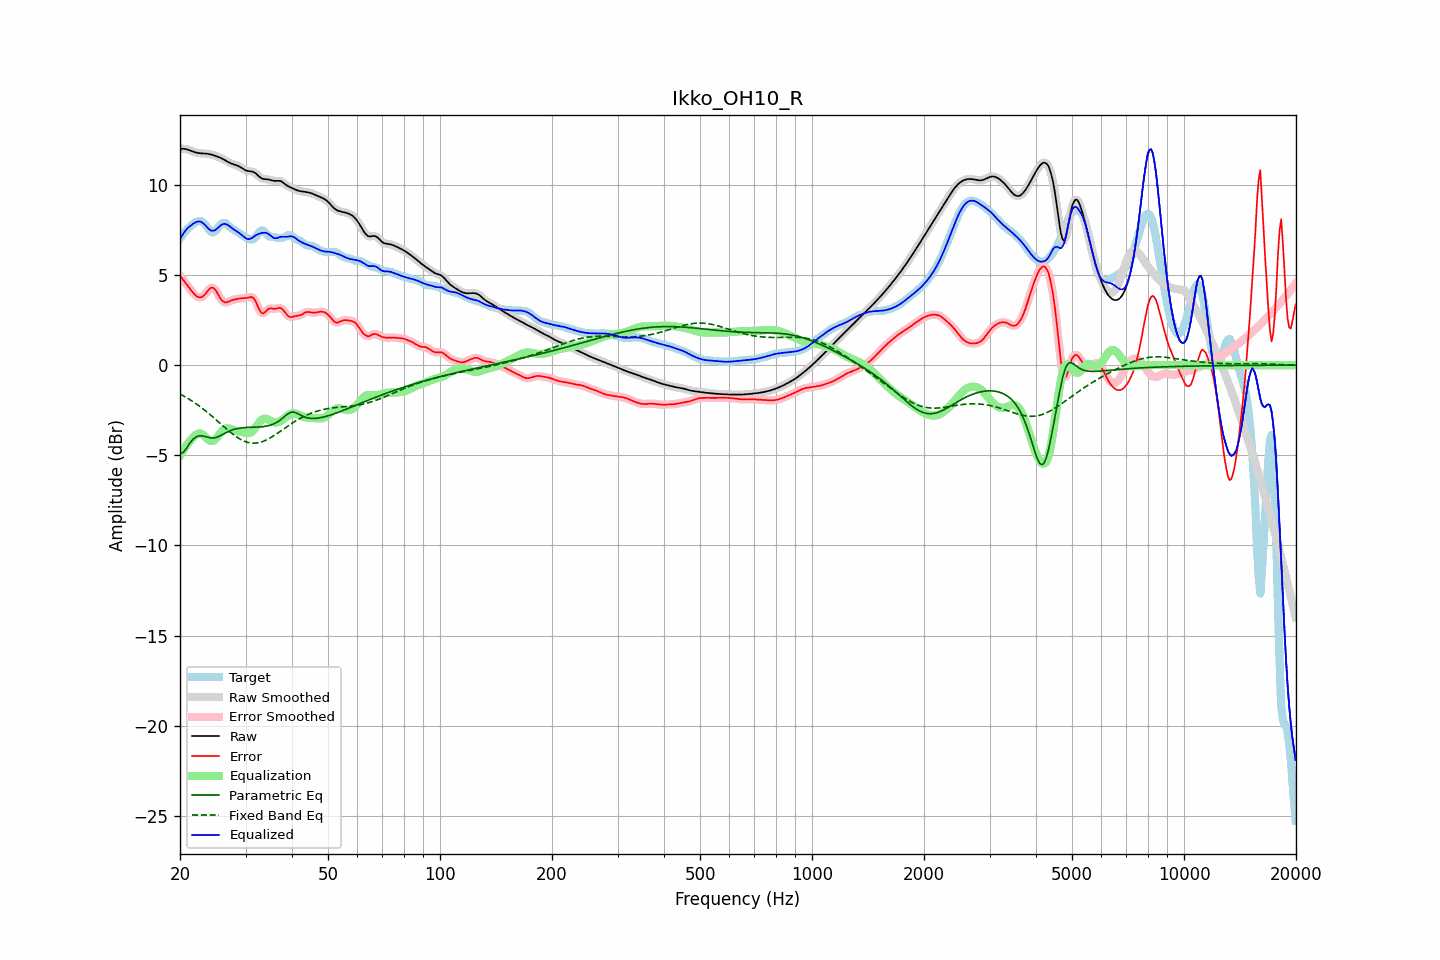 Ikko_OH10_R
10
5
0
−5
−10
−15
−20
−25
Amplitude (dBr)
Target
Raw Smoothed
Error Smoothed
Raw
Error
Equalization
Parametric Eq
Fixed Band Eq
Equalized
20 50 100 200 500 1000 2000 5000 10000 20000
Frequency (Hz)